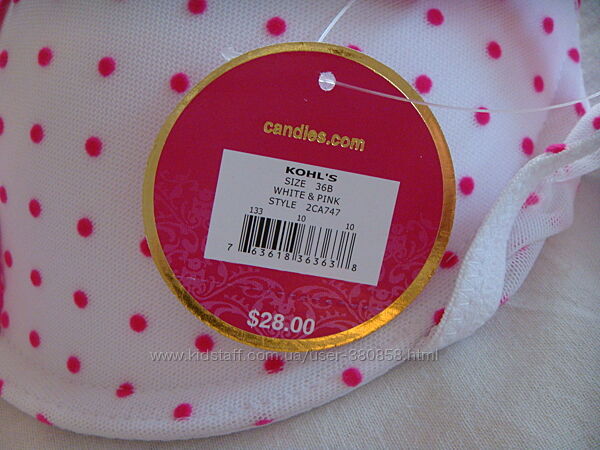 candies.com
KOHL'S
SIZE 36B
WHITE & PINK
STYLE 2CA747
133 10 10
7 63618 36363 8
$28.00
www.kidstaff.com.ua/user-380858.html